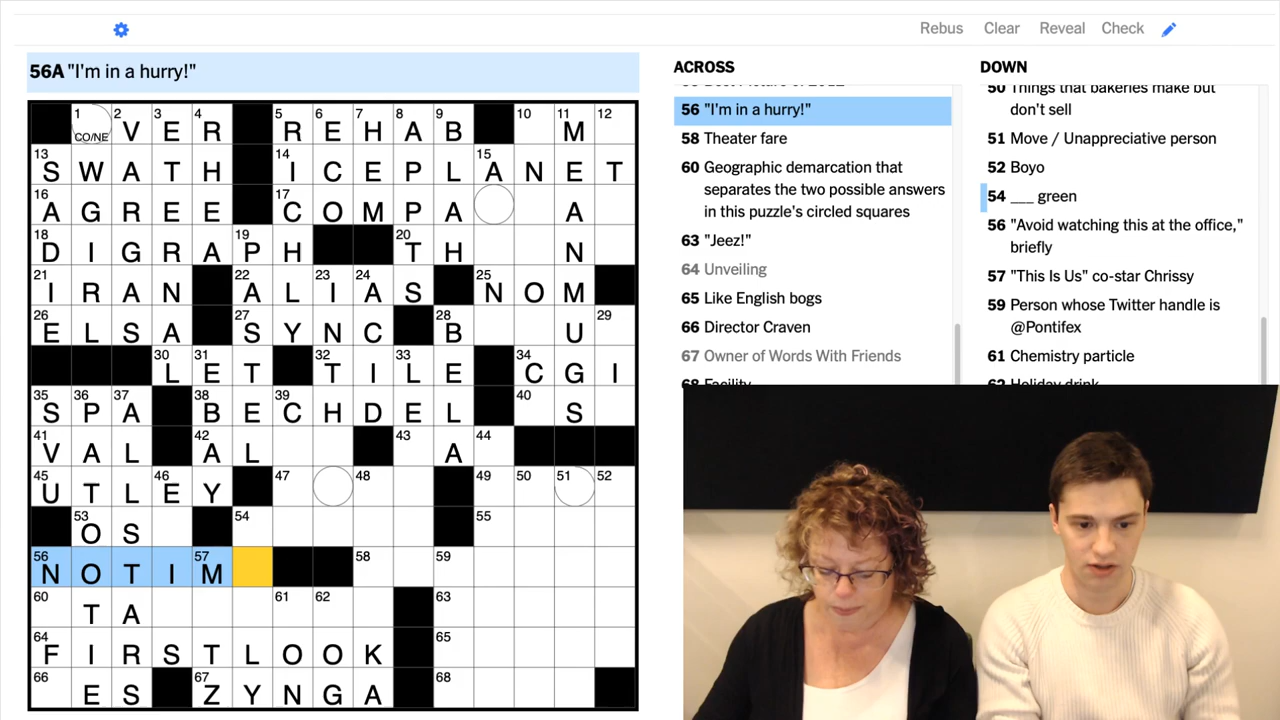 Rebus Clear Reveal Check
56A "I'm in a hurry!"
1 2 3 4 5 6 7 8 9 10 11 12
CO/NE V E R R E H A B M
13 14 15
S W A T H I C E P L A N E T
16 17
A G R E E C O M P A A
18 19 20
D I G R A P H T H N
21 22 23 24 25
I R A N A L I A S N O M
26 27 28 29
E L S A S Y N C B U
30 31 32 33 34
L E T T I L E C G I
35 36 37 38 39 40
S P A B E C H D E L S
41 42 43 44
V A L A L A
45 46 47 48 49 50 51 52
U T L E Y
53 54 55
O S
56 57 58 59
N O T I M
60 61 62 63
T A
64 65
F I R S T L O O K
66 67 68
E S Z Y N G A
ACROSS
56 "I'm in a hurry!"
58 Theater fare
60 Geographic demarcation that
separates the two possible answers
in this puzzle's circled squares
63 "Jeez!"
64 Unveiling
65 Like English bogs
66 Director Craven
67 Owner of Words With Friends
68 Facility
DOWN
50 Things that bakeries make but
don't sell
51 Move / Unappreciative person
52 Boyo
54 ___ green
56 "Avoid watching this at the office,"
briefly
57 "This Is Us" co-star Chrissy
59 Person whose Twitter handle is
@Pontifex
61 Chemistry particle
62 Holiday drink